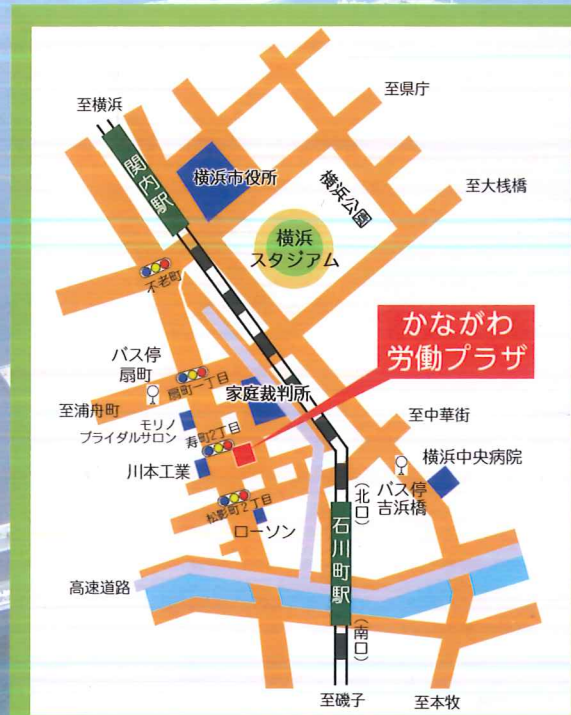 至横浜
至県庁
関内駅
横浜市役所
横浜公園
至大桟橋
横浜
スタジアム
不老町
かながわ
労働プラザ
バス停
扇町
扇町一丁目
家庭裁判所
至浦舟町
モリノ
ブライダルサロン
寿町2丁目
至中華街
横浜中央病院
川本工業
バス停
吉浜橋
(北口)
松影町2丁目
ローソン
石川町駅
高速道路
(南口)
至磯子
至本牧